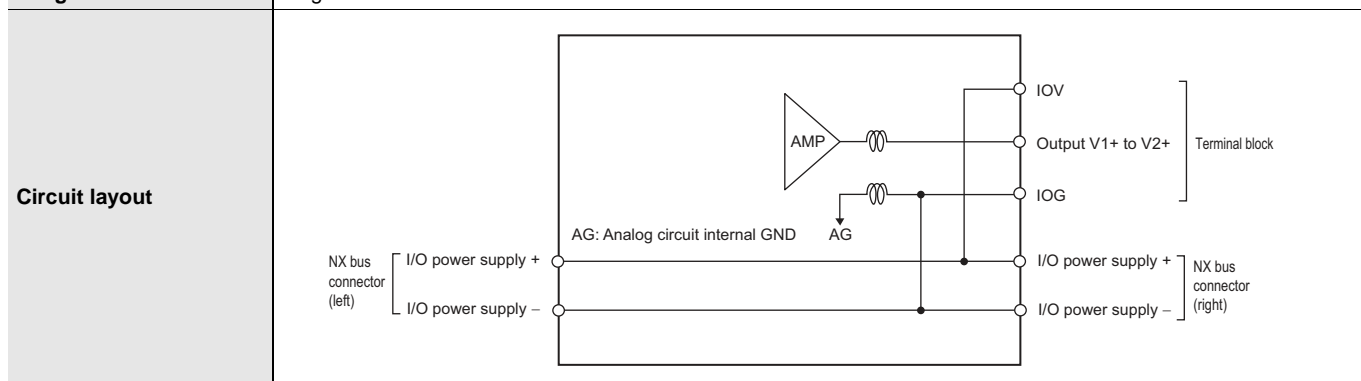 Circuit layout
IOV
AMP
Output V1+ to V2+
Terminal block
IOG
AG: Analog circuit internal GND
AG
NX bus
connector
(left)
I/O power supply +
I/O power supply −
I/O power supply +
I/O power supply −
NX bus
connector
(right)